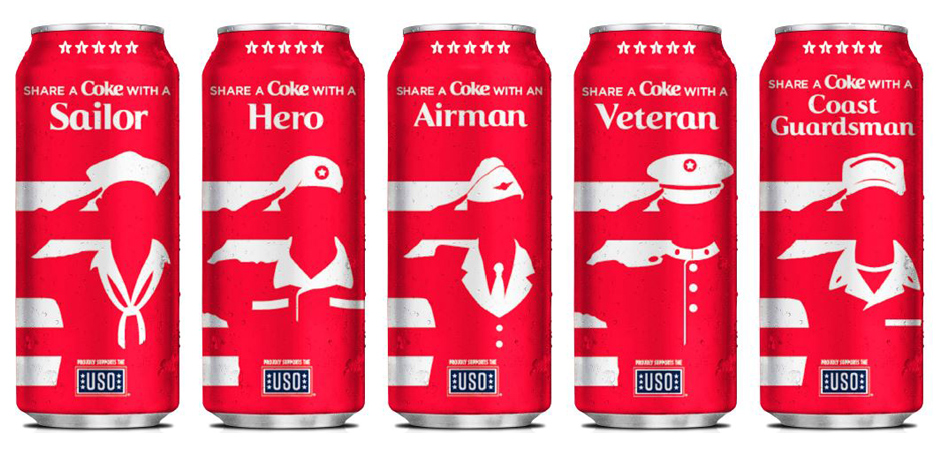 SHARE A Coke WITH A
Sailor
PROUDLY SUPPORTS THE
USO
SHARE A Coke WITH A
Hero
PROUDLY SUPPORTS THE
USO
SHARE A Coke WITH AN
Airman
PROUDLY SUPPORTS THE
USO
SHARE A Coke WITH A
Veteran
PROUDLY SUPPORTS THE
USO
SHARE A Coke WITH A
Coast
Guardsman
PROUDLY SUPPORTS THE
USO